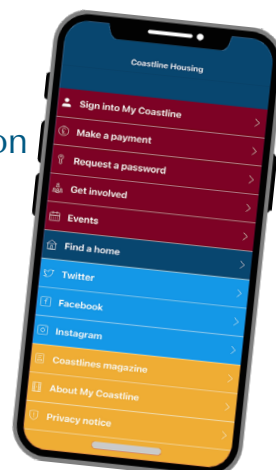 Coastline Housing
Sign into My Coastline
on
Make a payment
Request a password
Get involved
Events
Find a home
Twitter
Facebook
Instagram
Coastlines magazine
About My Coastline
Privacy notice